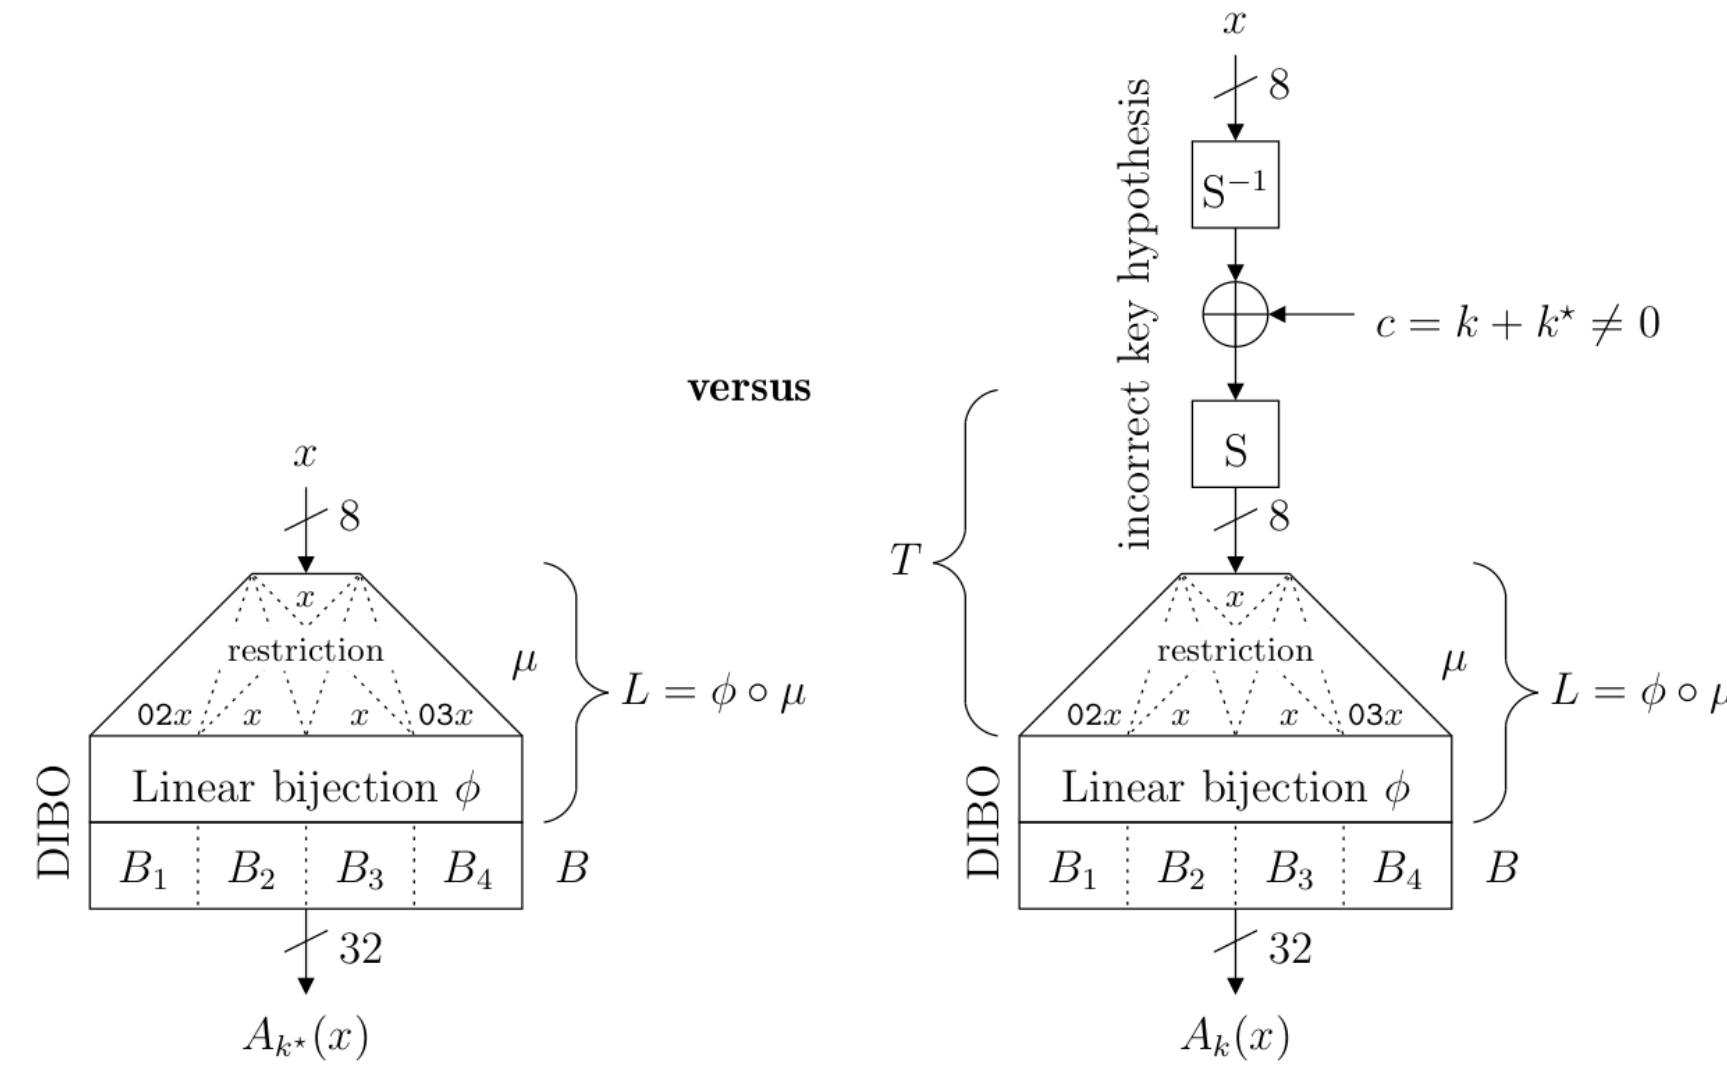 x
8
x
restriction
02x x x 03x
μ
L = φ ∘ μ
Linear bijection φ
DIBO
B₁ B₂ B₃ B₄ B
32
A_{k⋆}(x)
versus
x
8
S⁻¹
incorrect key hypothesis
c = k + k⋆ ≠ 0
S
8
T
x
restriction
02x x x 03x
μ
L = φ ∘ μ
Linear bijection φ
DIBO
B₁ B₂ B₃ B₄ B
32
A_k(x)